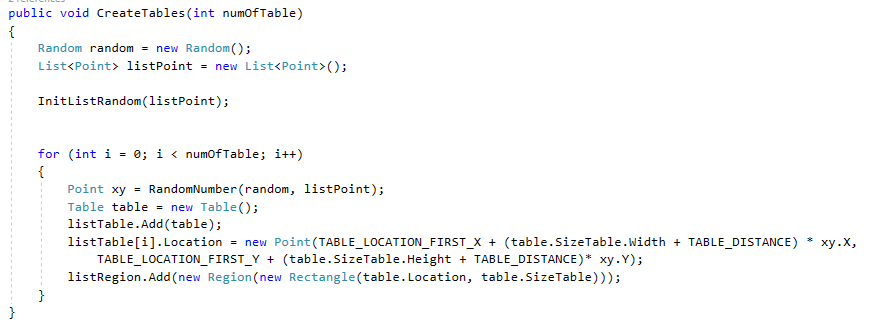 2 references
public void CreateTables(int numOfTable)
{
    Random random = new Random();
    List<Point> listPoint = new List<Point>();

    InitListRandom(listPoint);


    for (int i = 0; i < numOfTable; i++)
    {
        Point xy = RandomNumber(random, listPoint);
        Table table = new Table();
        listTable.Add(table);
        listTable[i].Location = new Point(TABLE_LOCATION_FIRST_X + (table.SizeTable.Width + TABLE_DISTANCE) * xy.X,
            TABLE_LOCATION_FIRST_Y + (table.SizeTable.Height + TABLE_DISTANCE)* xy.Y);
        listRegion.Add(new Region(new Rectangle(table.Location, table.SizeTable)));
    }
}